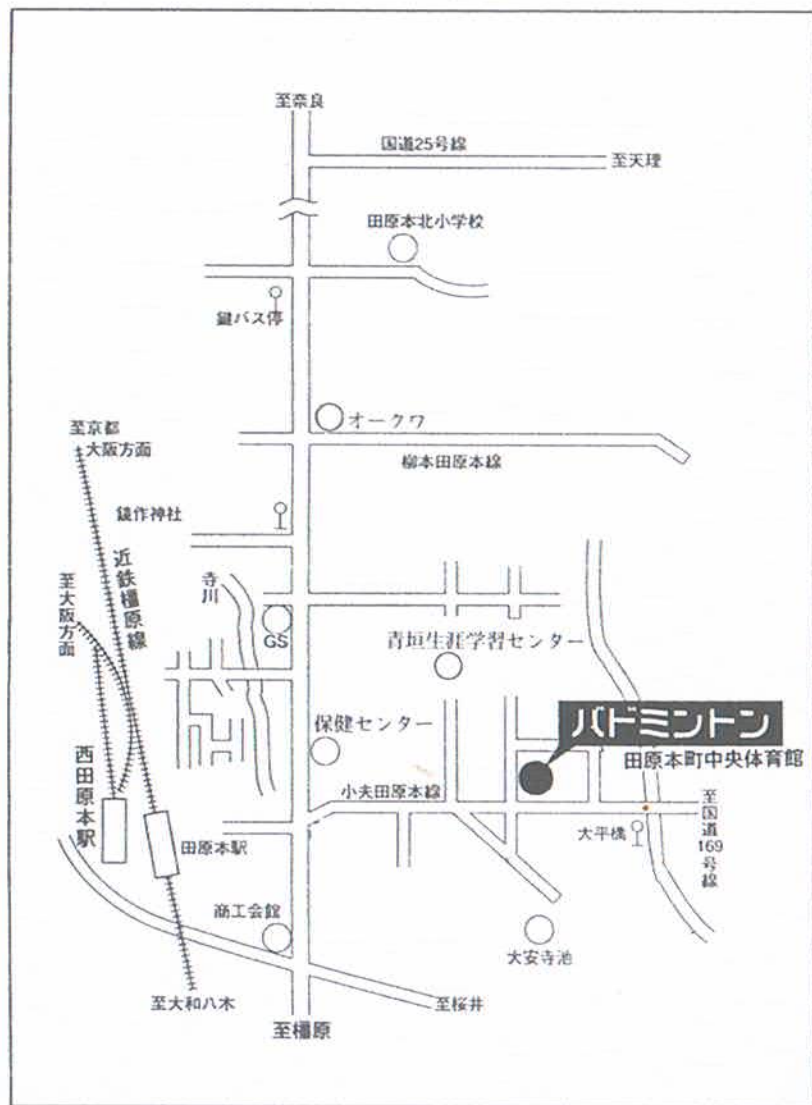 至奈良
国道25号線
至天理
田原本北小学校
鍵バス停
オークワ
至京都
大阪方面
柳本田原本線
鏡作神社
近鉄橿原線
至大阪方面
寺川
GS
青垣生涯学習センター
バドミントン
田原本町中央体育館
保健センター
西田原本駅
小夫田原本線
至国道169号線
大平橋
田原本駅
商工会館
大安寺池
至大和八木
至桜井
至橿原